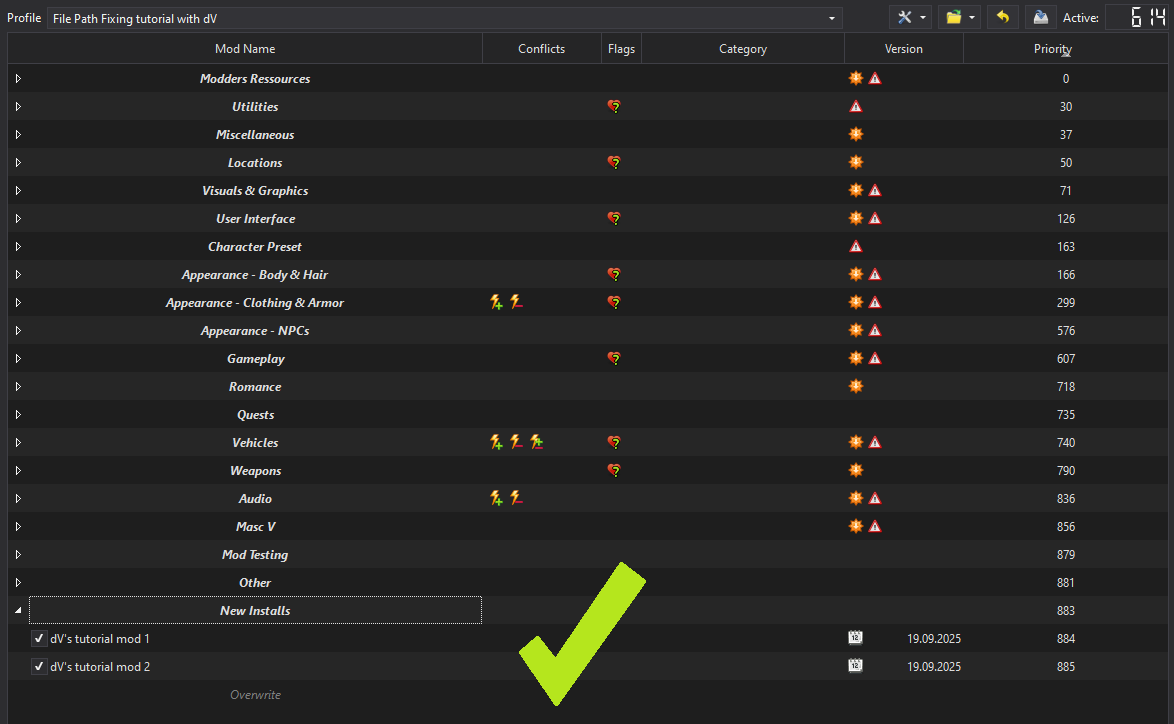 Profile File Path Fixing tutorial with dV Active: 614
Mod Name Conflicts Flags Category Version Priority
Modders Ressources 0
Utilities 30
Miscellaneous 37
Locations 50
Visuals & Graphics 71
User Interface 126
Character Preset 163
Appearance - Body & Hair 166
Appearance - Clothing & Armor 299
Appearance - NPCs 576
Gameplay 607
Romance 718
Quests 735
Vehicles 740
Weapons 790
Audio 836
Masc V 856
Mod Testing 879
Other 881
New Installs 883
dV's tutorial mod 1 19.09.2025 884
dV's tutorial mod 2 19.09.2025 885
Overwrite